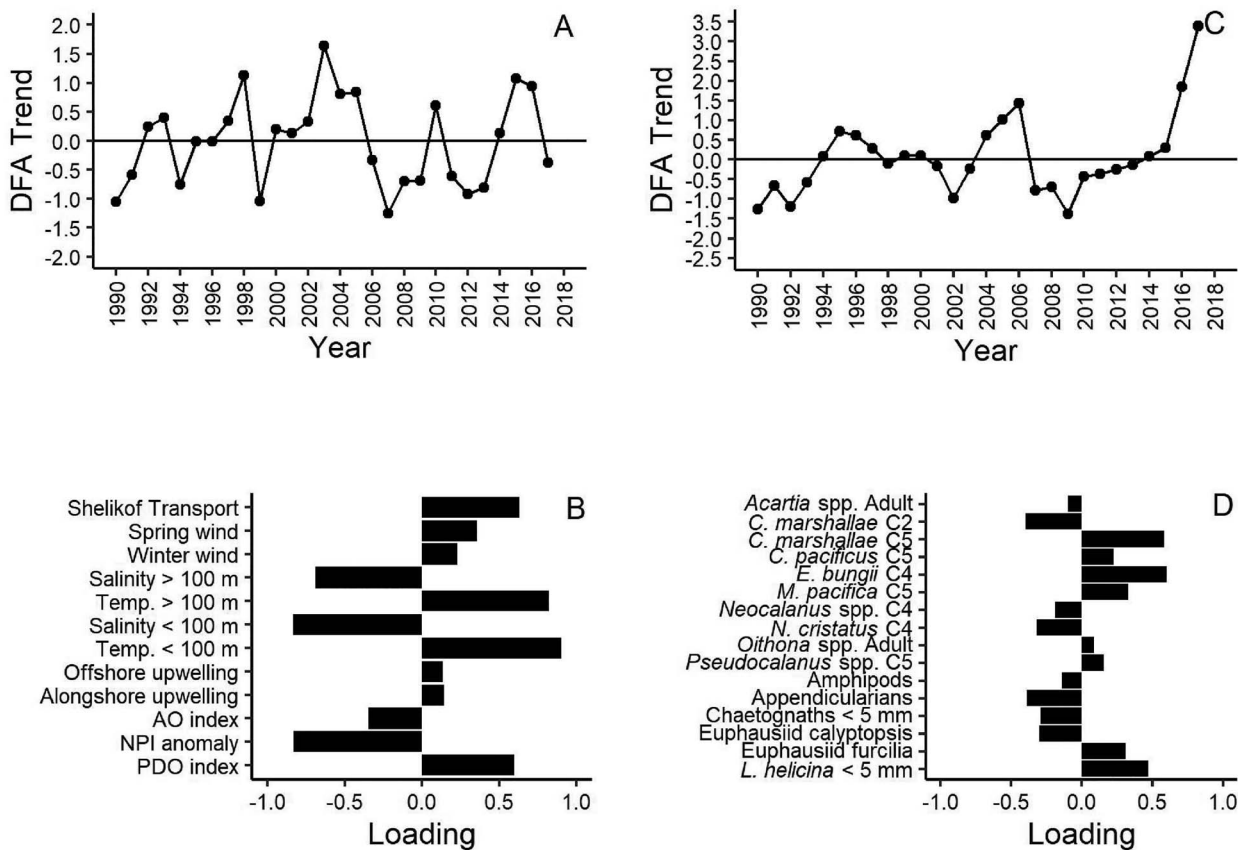 A
DFA Trend
2.0
1.5
1.0
0.5
0.0
-0.5
-1.0
-1.5
-2.0
1990 1992 1994 1996 1998 2000 2002 2004 2006 2008 2010 2012 2014 2016 2018
Year
C
DFA Trend
3.5
3.0
2.5
2.0
1.5
1.0
0.5
0.0
-0.5
-1.0
-1.5
-2.0
-2.5
1990 1992 1994 1996 1998 2000 2002 2004 2006 2008 2010 2012 2014 2016 2018
Year
B
Shelikof Transport
Spring wind
Winter wind
Salinity > 100 m
Temp. > 100 m
Salinity < 100 m
Temp. < 100 m
Offshore upwelling
Alongshore upwelling
AO index
NPI anomaly
PDO index
-1.0 -0.5 0.0 0.5 1.0
Loading
D
Acartia spp. Adult
C. marshallae C2
C. marshallae C5
C. pacificus C5
E. bungii C4
M. pacifica C5
Neocalanus spp. C4
N. cristatus C4
Oithona spp. Adult
Pseudocalanus spp. C5
Amphipods
Appendicularians
Chaetognaths < 5 mm
Euphausiid calyptopsis
Euphausiid furcilia
L. helicina < 5 mm
-1.0 -0.5 0.0 0.5 1.0
Loading